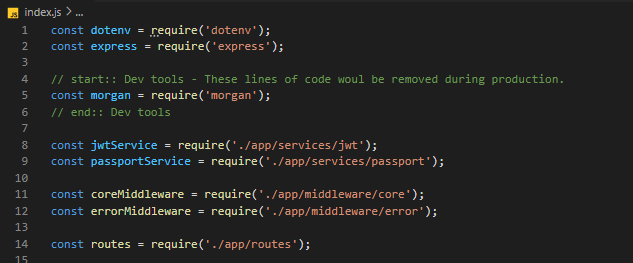 JS index.js > ...
1 const dotenv = require('dotenv');
2 const express = require('express');
3
4 // start:: Dev tools - These lines of code woul be removed during production.
5 const morgan = require('morgan');
6 // end:: Dev tools
7
8 const jwtService = require('./app/services/jwt');
9 const passportService = require('./app/services/passport');
10
11 const coreMiddleware = require('./app/middleware/core');
12 const errorMiddleware = require('./app/middleware/error');
13
14 const routes = require('./app/routes');
15